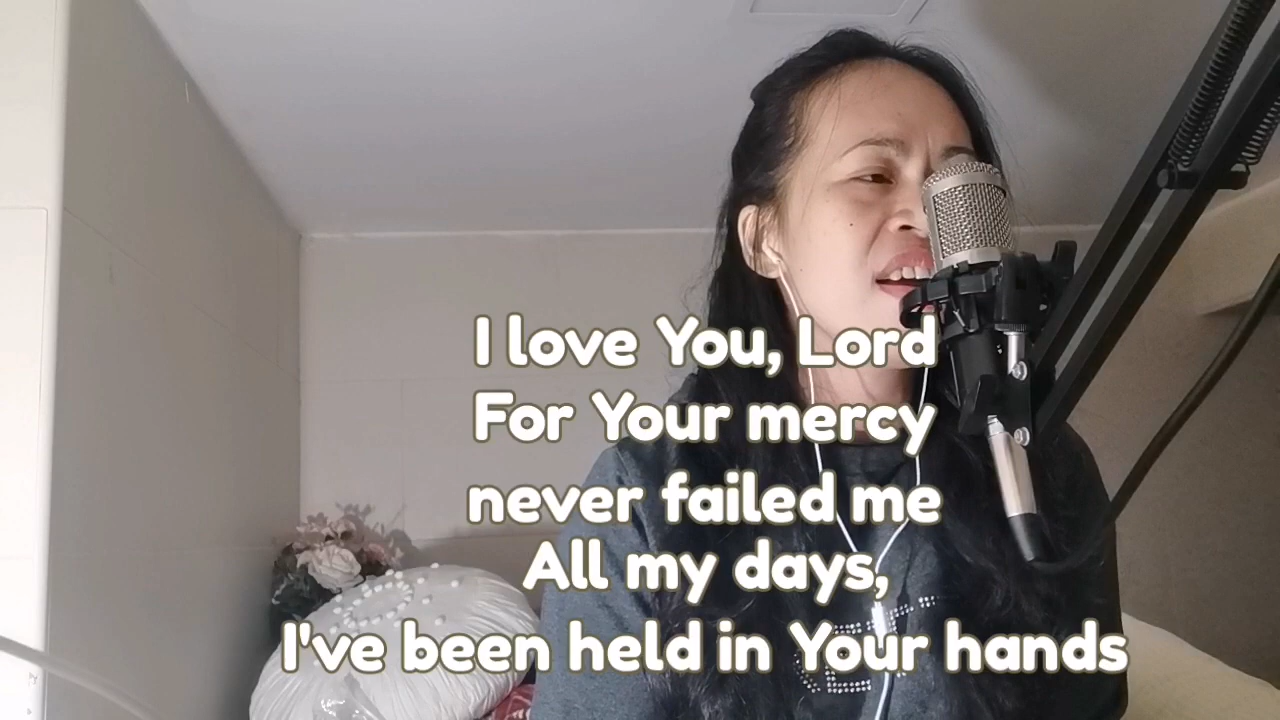 I love You, Lord
For Your mercy
never failed me
All my days,
I've been held in Your hands